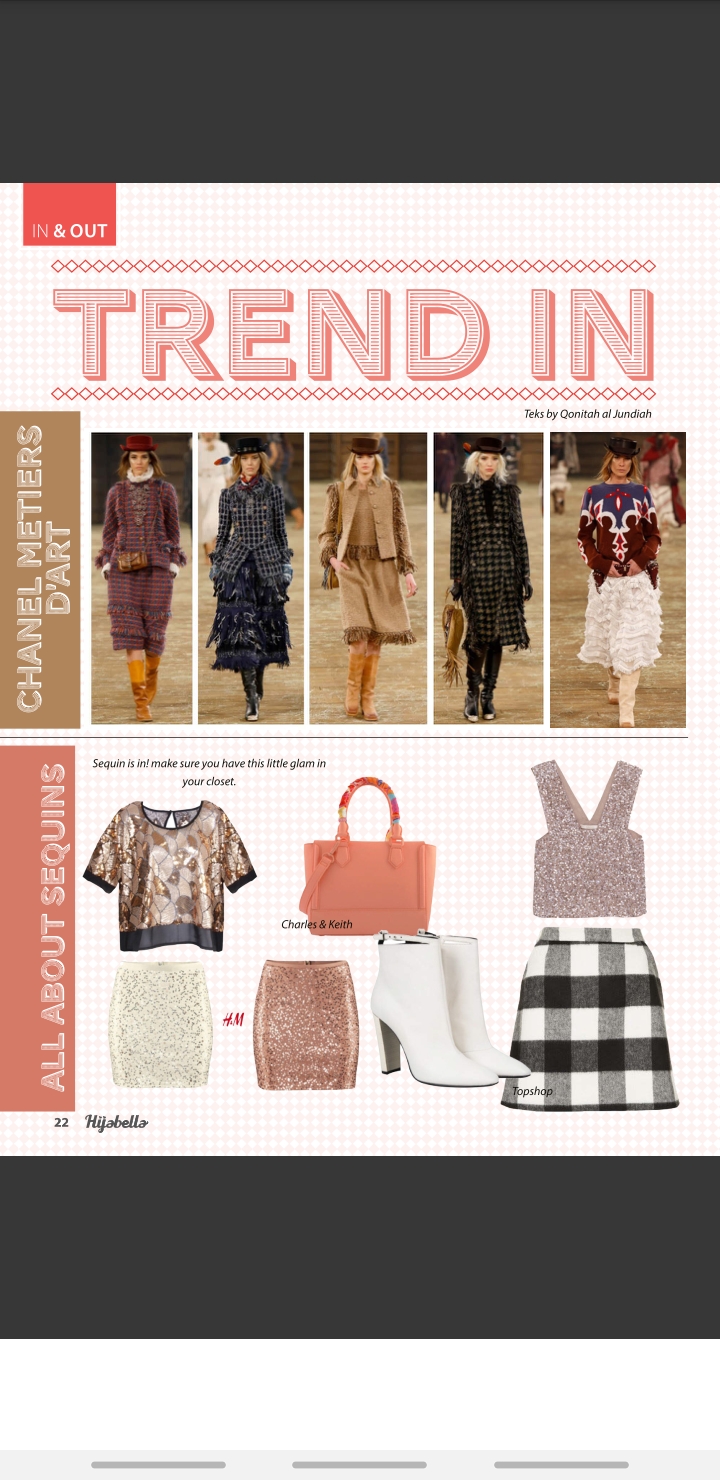 IN & OUT
TREND IN
Teks by Qonitah al Jundiah
CHANEL METIERS
D'ART
ALL ABOUT SEQUINS
Sequin is in! make sure you have this little glam in
your closet.
Charles & Keith
H&M
Topshop
22 Hijabella